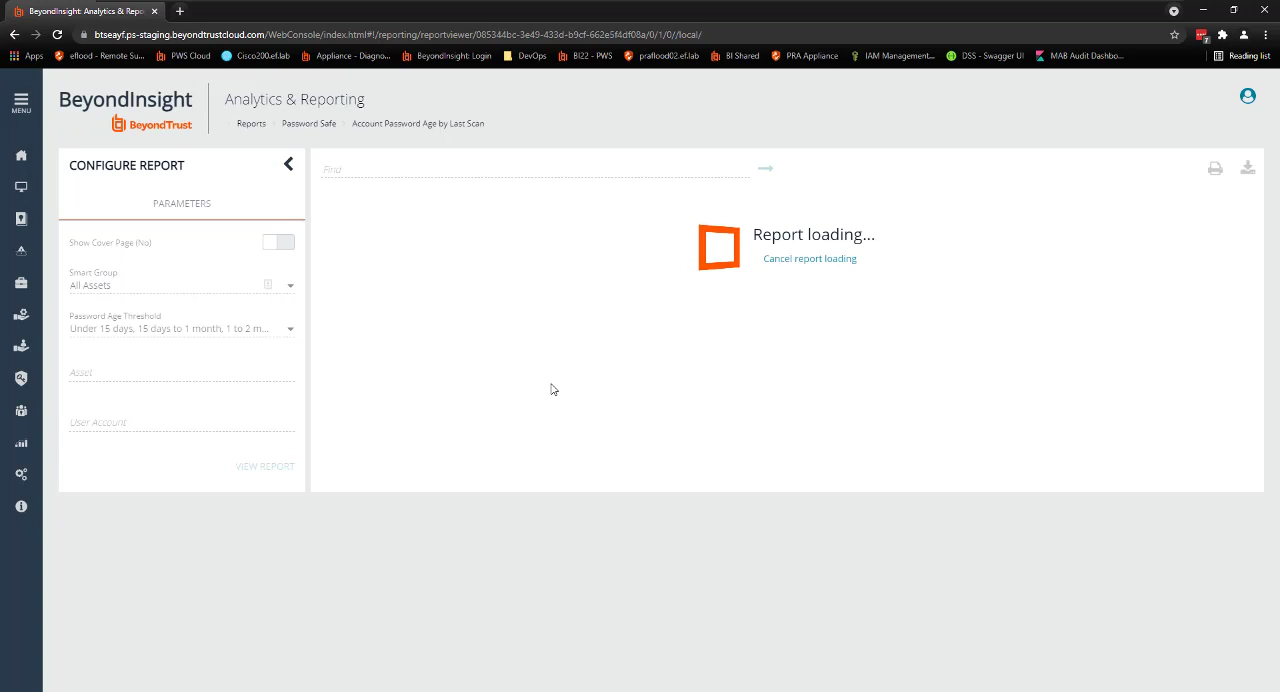 BeyondInsight: Analytics & Repo
btseayf.ps-staging.beyondtrustcloud.com/WebConsole/index.html#!/reporting/reportviewer/085344bc-3e49-433d-b9cf-662e5f4df08a/0/1/0//local/
Apps
eflood - Remote Su...
PWS Cloud
Cisco200.ef.lab
Appliance - Diagno...
BeyondInsight: Login
DevOps
BI22 - PWS
praflood02.ef.lab
BI Shared
PRA Appliance
IAM Management...
DSS - Swagger UI
MAB Audit Dashbo...
Reading list
MENU
BeyondInsight
BeyondTrust
Analytics & Reporting
Reports
Password Safe
Account Password Age by Last Scan
CONFIGURE REPORT
PARAMETERS
Show Cover Page (No)
Smart Group
All Assets
Password Age Threshold
Under 15 days, 15 days to 1 month, 1 to 2 m...
Asset
User Account
VIEW REPORT
Find
Report loading...
Cancel report loading